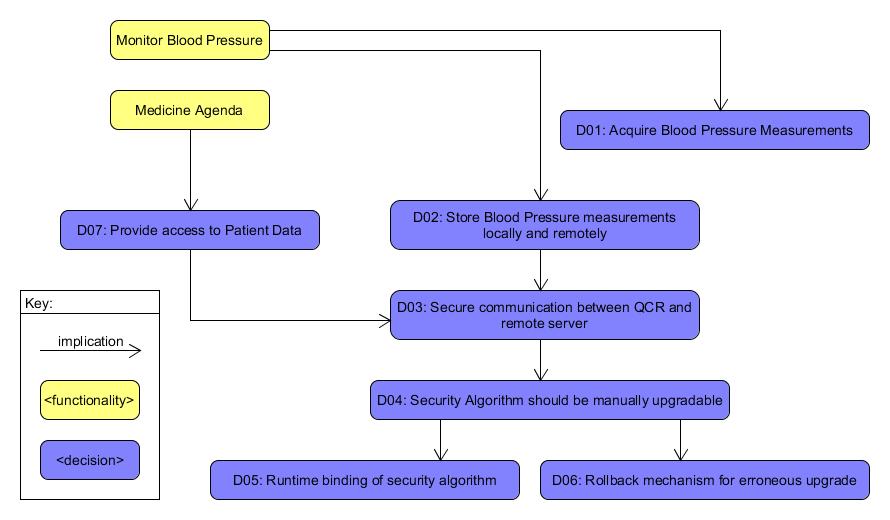 Monitor Blood Pressure
Medicine Agenda
D01: Acquire Blood Pressure Measurements
D07: Provide access to Patient Data
D02: Store Blood Pressure measurements
locally and remotely
Key:
D03: Secure communication between QCR and
remote server
implication
<functionality>
D04: Security Algorithm should be manually upgradable
<decision>
D05: Runtime binding of security algorithm
D06: Rollback mechanism for erroneous upgrade